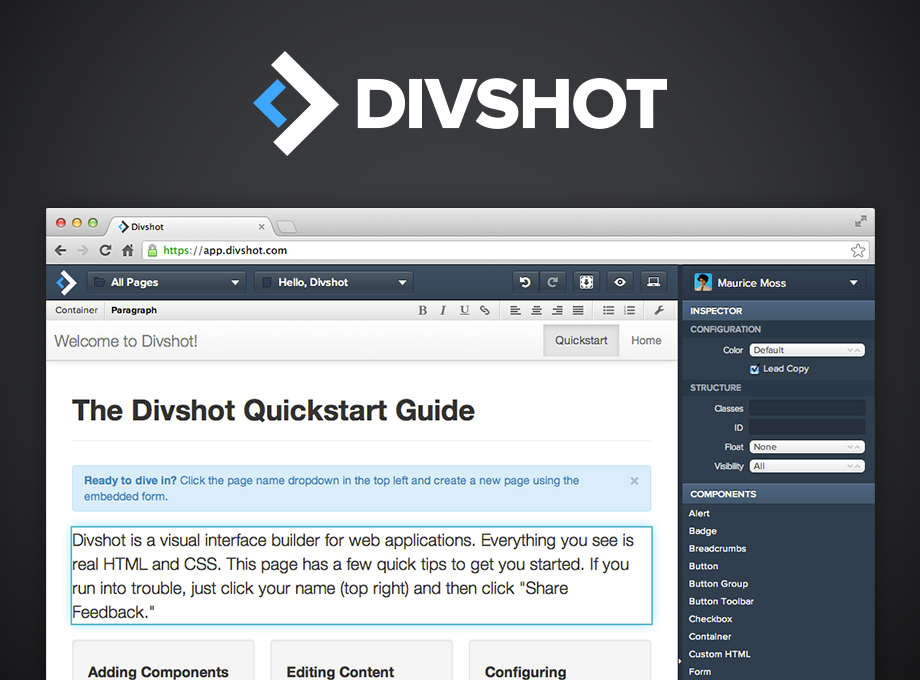 DIVSHOT
Divshot
https://app.divshot.com
All Pages
Hello, Divshot
Maurice Moss
Container
Paragraph
B I U
Welcome to Divshot!
Quickstart
Home
The Divshot Quickstart Guide
Ready to dive in? Click the page name dropdown in the top left and create a new page using the
embedded form.
Divshot is a visual interface builder for web applications. Everything you see is
real HTML and CSS. This page has a few quick tips to get you started. If you
run into trouble, just click your name (top right) and then click "Share
Feedback."
Adding Components
Editing Content
Configuring
INSPECTOR
CONFIGURATION
Color Default
Lead Copy
STRUCTURE
Classes
ID
Float None
Visibility All
COMPONENTS
Alert
Badge
Breadcrumbs
Button
Button Group
Button Toolbar
Checkbox
Container
Custom HTML
Form